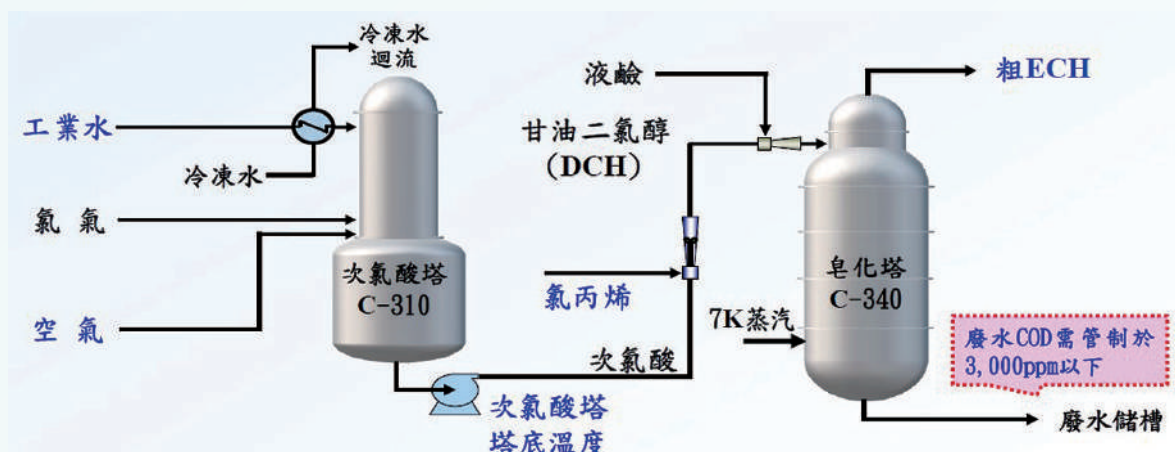 冷凍水
迴流
工業水
冷凍水
氯 氣
空 氣
次氯酸塔
C-310
次氯酸塔
塔底溫度
次氯酸
氯丙烯
液鹼
甘油二氯醇
(DCH)
粗ECH
皂化塔
C-340
7K蒸汽
廢水COD需管制於
3,000ppm以下
廢水儲槽